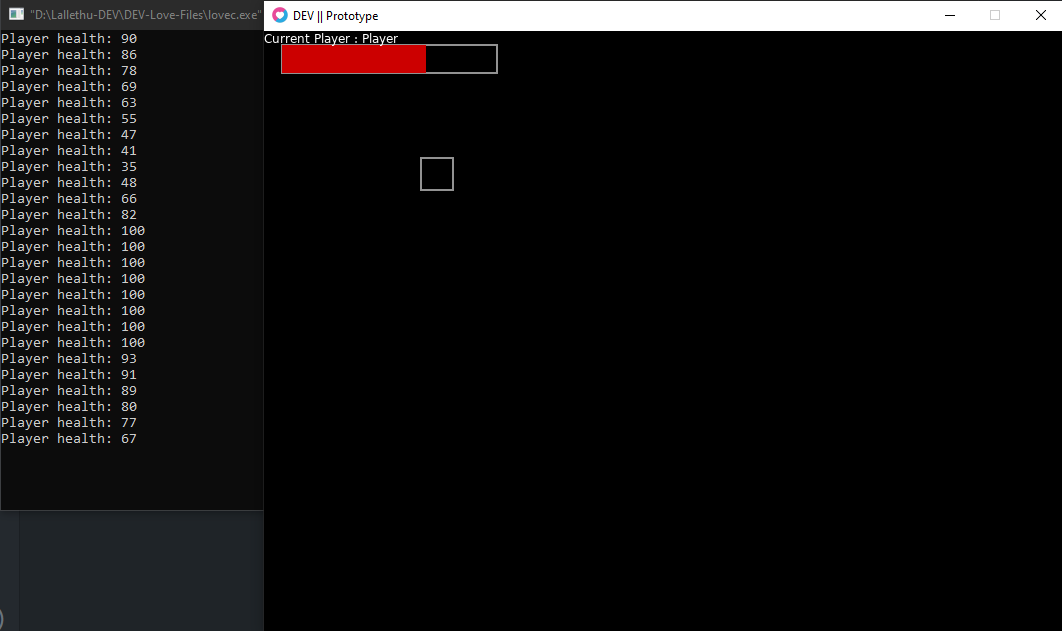 "D:\Lallethu-DEV\DEV-Love-Files\lovec.exe"
Player health: 90
Player health: 86
Player health: 78
Player health: 69
Player health: 63
Player health: 55
Player health: 47
Player health: 41
Player health: 35
Player health: 48
Player health: 66
Player health: 82
Player health: 100
Player health: 100
Player health: 100
Player health: 100
Player health: 100
Player health: 100
Player health: 100
Player health: 100
Player health: 93
Player health: 91
Player health: 89
Player health: 80
Player health: 77
Player health: 67
DEV || Prototype
Current Player : Player